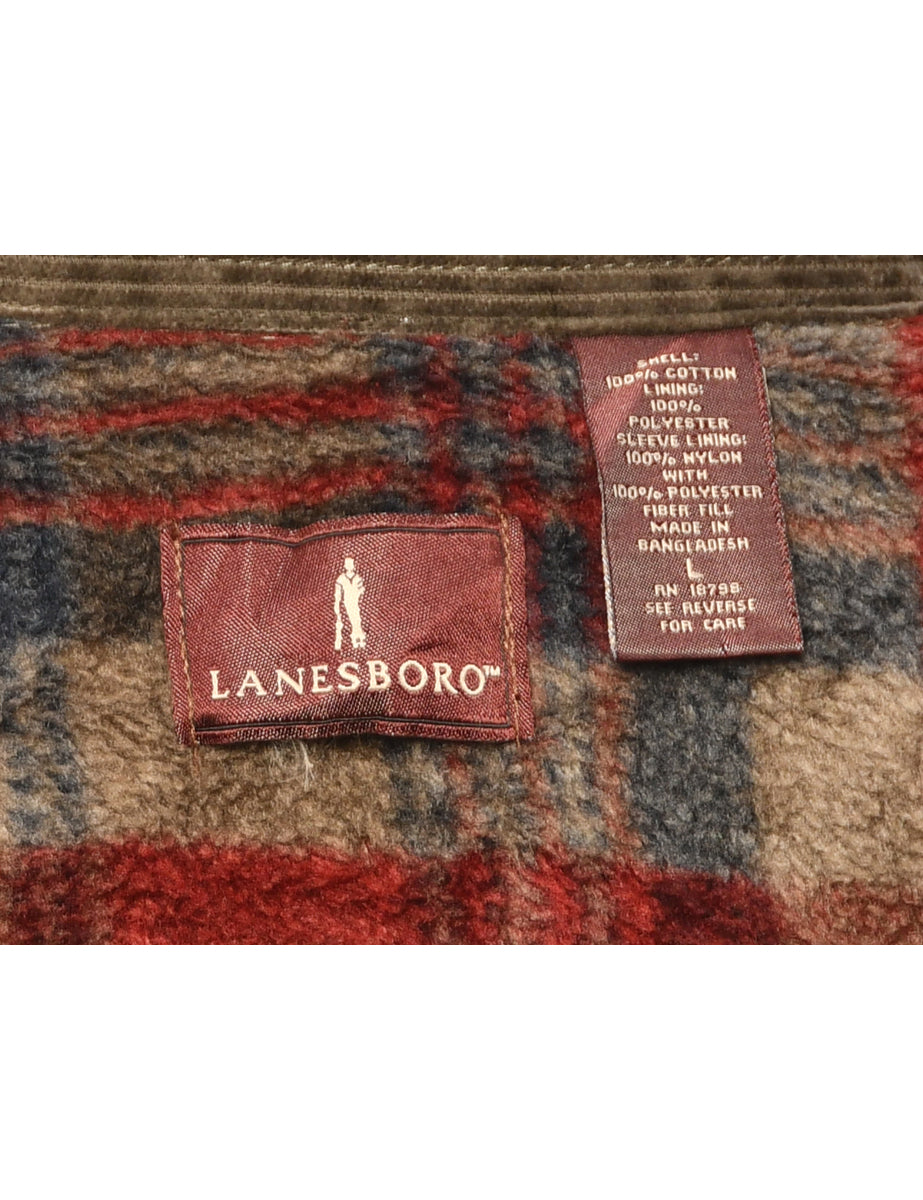 LANESBORO™
SHELL:
100% COTTON
LINING:
100%
POLYESTER
SLEEVE LINING:
100% NYLON
WITH
100% POLYESTER
FIBER FILL
MADE IN
BANGLADESH
L
RN 18798
SEE REVERSE
FOR CARE